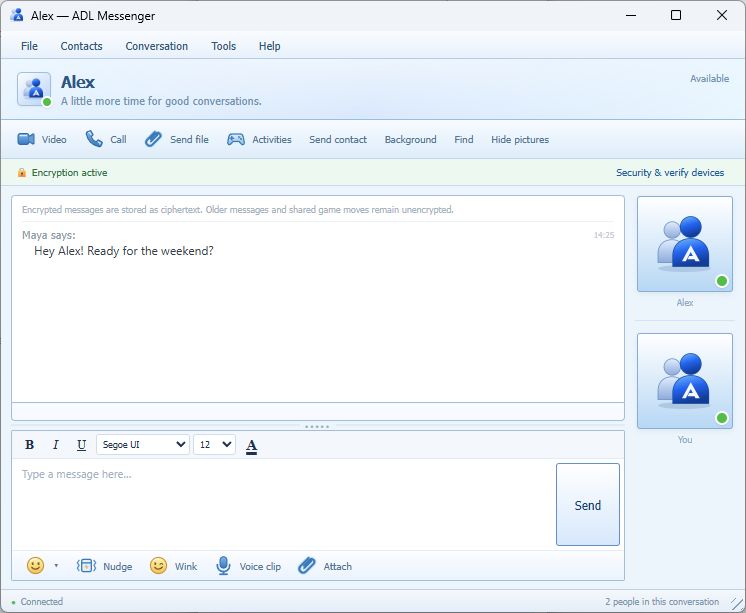 Alex — ADL Messenger
File Contacts Conversation Tools Help
Alex
A little more time for good conversations.
Available
Video Call Send file Activities Send contact Background Find Hide pictures
Encryption active
Security & verify devices
Encrypted messages are stored as ciphertext. Older messages and shared game moves remain unencrypted.
Maya says: 14:25
Hey Alex! Ready for the weekend?
A
Alex
A
You
B I U Segoe UI 12 A
Type a message here...
Send
Nudge Wink Voice clip Attach
Connected
2 people in this conversation